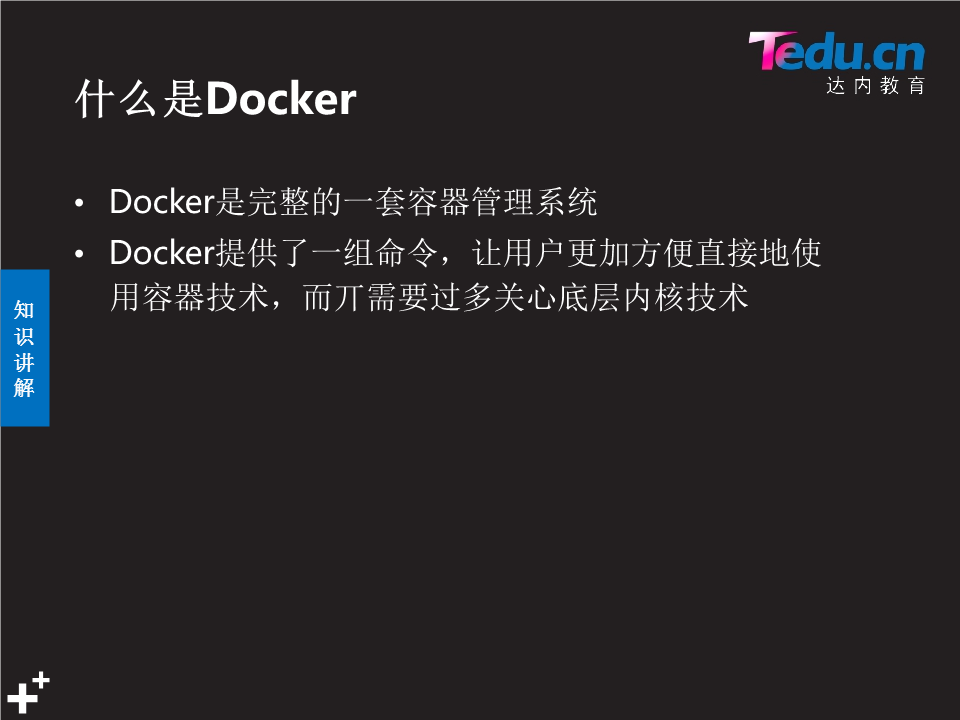 Tedu.cn
达内教育
什么是Docker
• Docker是完整的一套容器管理系统
• Docker提供了一组命令，让用户更加方便直接地使
用容器技术，而丌需要过多关心底层内核技术
知
识
讲
解